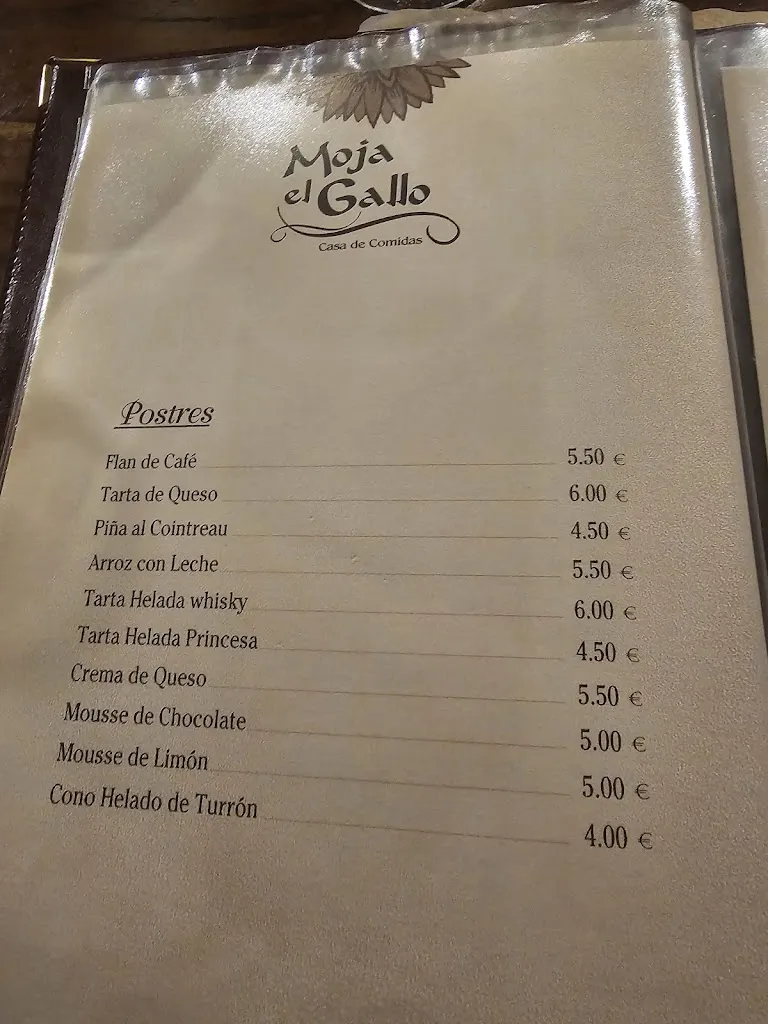 Moja
el Gallo
Casa de Comidas
Postres
Flan de Café 5.50 €
Tarta de Queso 6.00 €
Piña al Cointreau 4.50 €
Arroz con Leche 5.50 €
Tarta Helada whisky 6.00 €
Tarta Helada Princesa 4.50 €
Crema de Queso 5.50 €
Mousse de Chocolate 5.00 €
Mousse de Limón 5.00 €
Cono Helado de Turrón 4.00 €